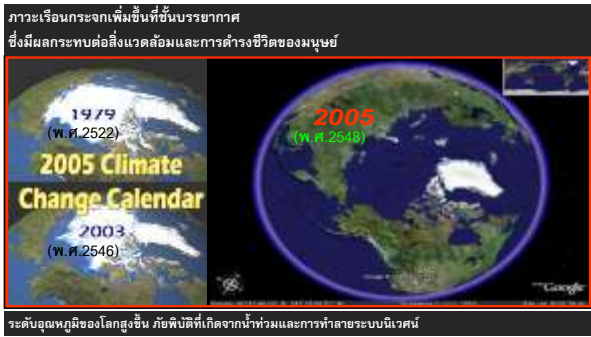 ภาวะเรือนกระจกเพิ่มขึ้นที่ชั้นบรรยากาศ
ซึ่งมีผลกระทบต่อสิ่งแวดล้อมและการดำรงชีวิตของมนุษย์
1979
(พ.ศ.2522)
2005 Climate
Change Calendar
2003
(พ.ศ.2546)
2005
(พ.ศ.2548)
Google
ระดับอุณหภูมิของโลกสูงขึ้น ภัยพิบัติที่เกิดจากน้ำท่วมและการทำลายระบบนิเวศน์